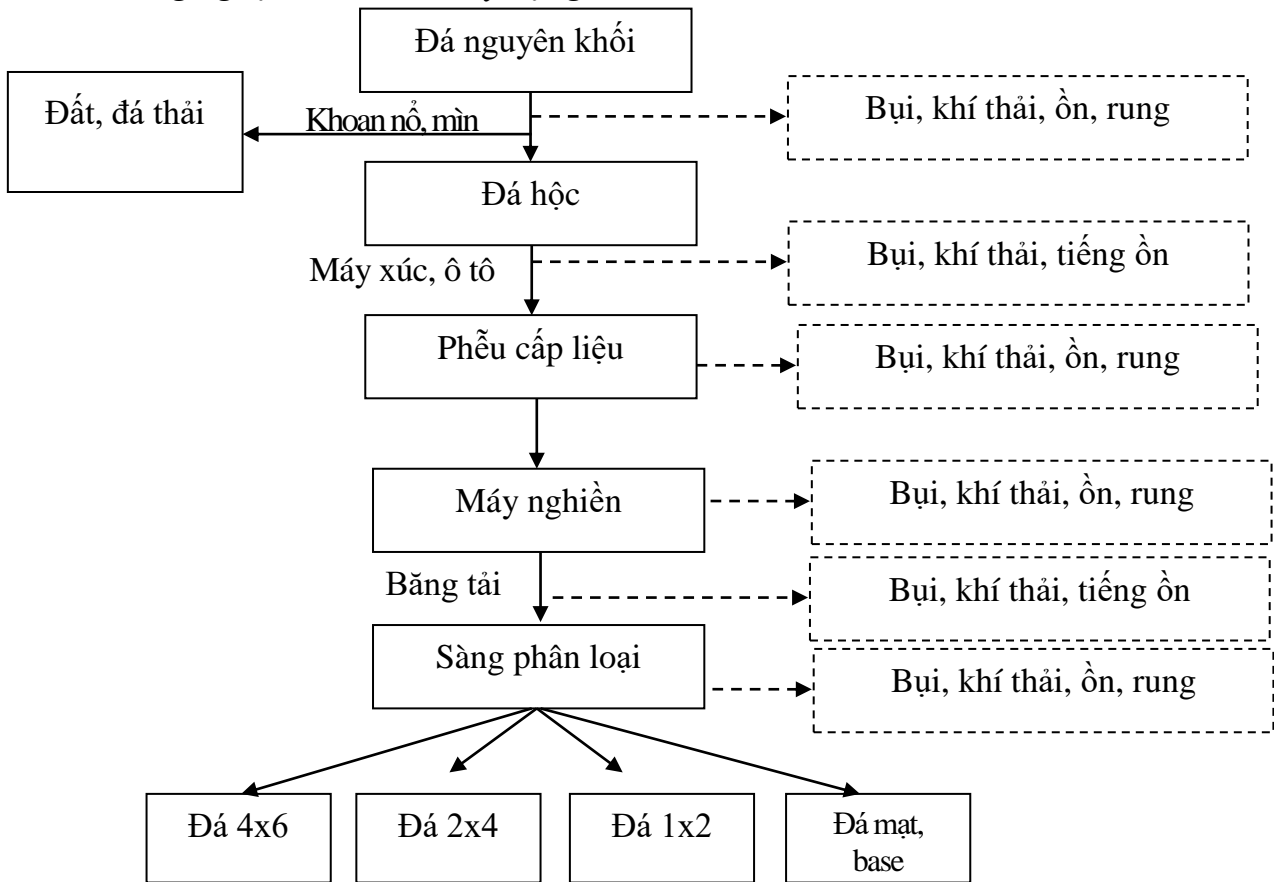 Đá nguyên khối
Đất, đá thải
Khoan nổ, mìn
Bụi, khí thải, ồn, rung
Đá hộc
Máy xúc, ô tô
Bụi, khí thải, tiếng ồn
Phễu cấp liệu
Bụi, khí thải, ồn, rung
Máy nghiền
Bụi, khí thải, ồn, rung
Băng tải
Bụi, khí thải, tiếng ồn
Sàng phân loại
Bụi, khí thải, ồn, rung
Đá 4x6
Đá 2x4
Đá 1x2
Đá mạt,
base